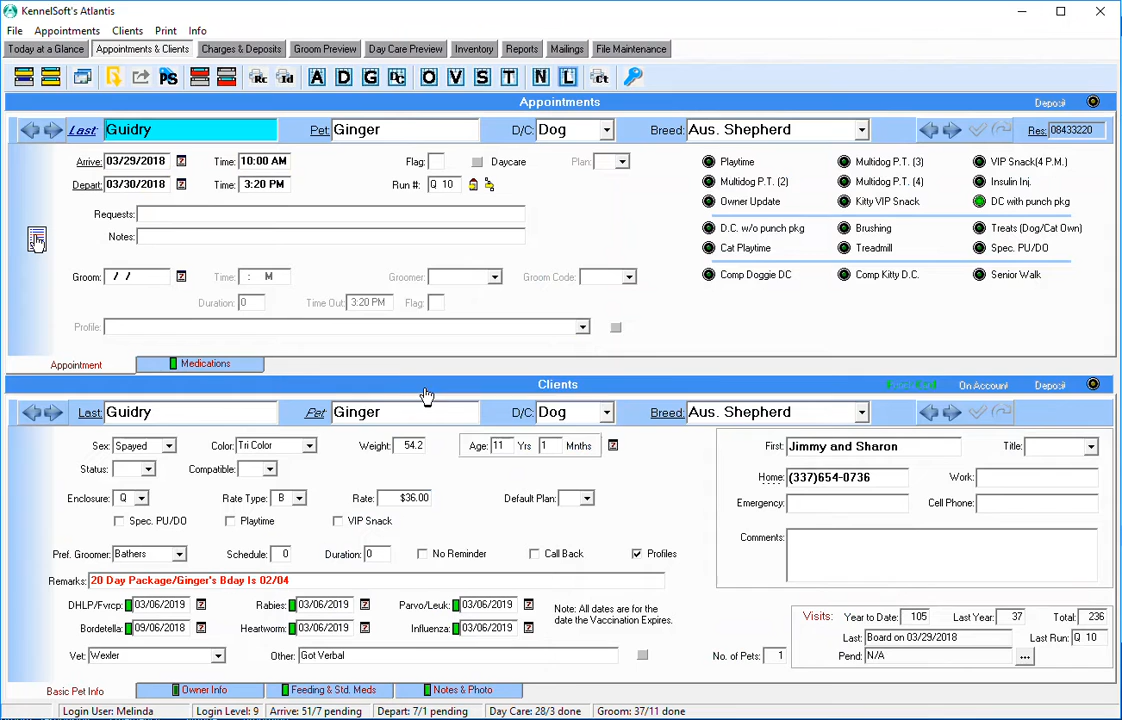 KennelSoft's Atlantis
File Appointments Clients Print Info
Today at a Glance Appointments & Clients Charges & Deposits Groom Preview Day Care Preview Inventory Reports Mailings File Maintenance
PS Rc Id A D G DC O V S T N L Ct
Appointments Deposit
Last: Guidry Pet: Ginger D/C: Dog Breed: Aus. Shepherd Res: 08433220
Arrive: 03/29/2018 Time: 10:00 AM Flag: Daycare Plan: Playtime Multidog P.T. (3) VIP Snack(4 P.M.)
Depart: 03/30/2018 Time: 3:20 PM Run #: Q 10 Multidog P.T. (2) Multidog P.T. (4) Insulin Inj.
Owner Update Kitty VIP Snack DC with punch pkg
Requests:
D.C. w/o punch pkg Brushing Treats (Dog/Cat Own)
Notes:
Cat Playtime Treadmill Spec. PU/DO
Groom: / / Time: : M Groomer: Groom Code: Comp Doggie DC Comp Kitty D.C. Senior Walk
Duration: 0 Time Out: 3:20 PM Flag:
Profile:
Appointment Medications
Clients On Account Deposit
Last: Guidry Pet Ginger D/C: Dog Breed: Aus. Shepherd
Sex: Spayed Color: Tri Color Weight: 54.2 Age: 11 Yrs 1 Mnths First: Jimmy and Sharon Title:
Status: Compatible:
Home: (337)654-0736 Work:
Enclosure: Q Rate Type: B Rate: $36.00 Default Plan: Emergency: Cell Phone:
Spec. PU/DO Playtime VIP Snack
Comments:
Pref. Groomer: Bathers Schedule: 0 Duration: 0 No Reminder Call Back Profiles
Remarks: 20 Day Package/Ginger's Bday Is 02/04
DHLP/Fvrcp: 03/06/2019 Rabies: 03/06/2019 Parvo/Leuk: 03/06/2019 Note: All dates are for the
date the Vaccination Expires.
Visits: Year to Date: 105 Last Year: 37 Total: 236
Bordetella: 09/06/2018 Heartworm: 03/06/2019 Influenza: 03/06/2019
Last: Board on 03/29/2018 Last Run: Q 10
Vet: Wexler Other: Got Verbal No. of Pets: 1 Pend: N/A ...
Basic Pet Info Owner Info Feeding & Std. Meds Notes & Photo
Login User: Melinda Login Level: 9 Arrive: 51/7 pending Depart: 7/1 pending Day Care: 28/3 done Groom: 37/11 done